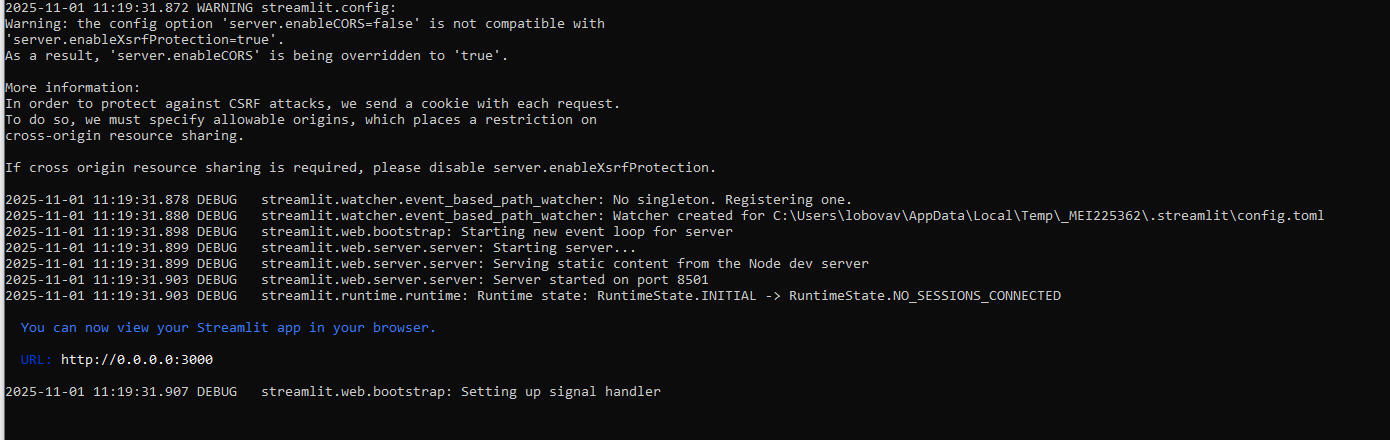 2025-11-01 11:19:31.872 WARNING streamlit.config:
Warning: the config option 'server.enableCORS=false' is not compatible with
'server.enableXsrfProtection=true'.
As a result, 'server.enableCORS' is being overridden to 'true'.
More information:
In order to protect against CSRF attacks, we send a cookie with each request.
To do so, we must specify allowable origins, which places a restriction on
cross-origin resource sharing.
If cross origin resource sharing is required, please disable server.enableXsrfProtection.
2025-11-01 11:19:31.878 DEBUG   streamlit.watcher.event_based_path_watcher: No singleton. Registering one.
2025-11-01 11:19:31.880 DEBUG   streamlit.watcher.event_based_path_watcher: Watcher created for C:\Users\lobovav\AppData\Local\Temp\_MEI225362\.streamlit\config.toml
2025-11-01 11:19:31.898 DEBUG   streamlit.web.bootstrap: Starting new event loop for server
2025-11-01 11:19:31.899 DEBUG   streamlit.web.server.server: Starting server...
2025-11-01 11:19:31.899 DEBUG   streamlit.web.server.server: Serving static content from the Node dev server
2025-11-01 11:19:31.903 DEBUG   streamlit.web.server.server: Server started on port 8501
2025-11-01 11:19:31.903 DEBUG   streamlit.runtime.runtime: Runtime state: RuntimeState.INITIAL -> RuntimeState.NO_SESSIONS_CONNECTED
You can now view your Streamlit app in your browser.
URL: http://0.0.0.0:3000
2025-11-01 11:19:31.907 DEBUG   streamlit.web.bootstrap: Setting up signal handler